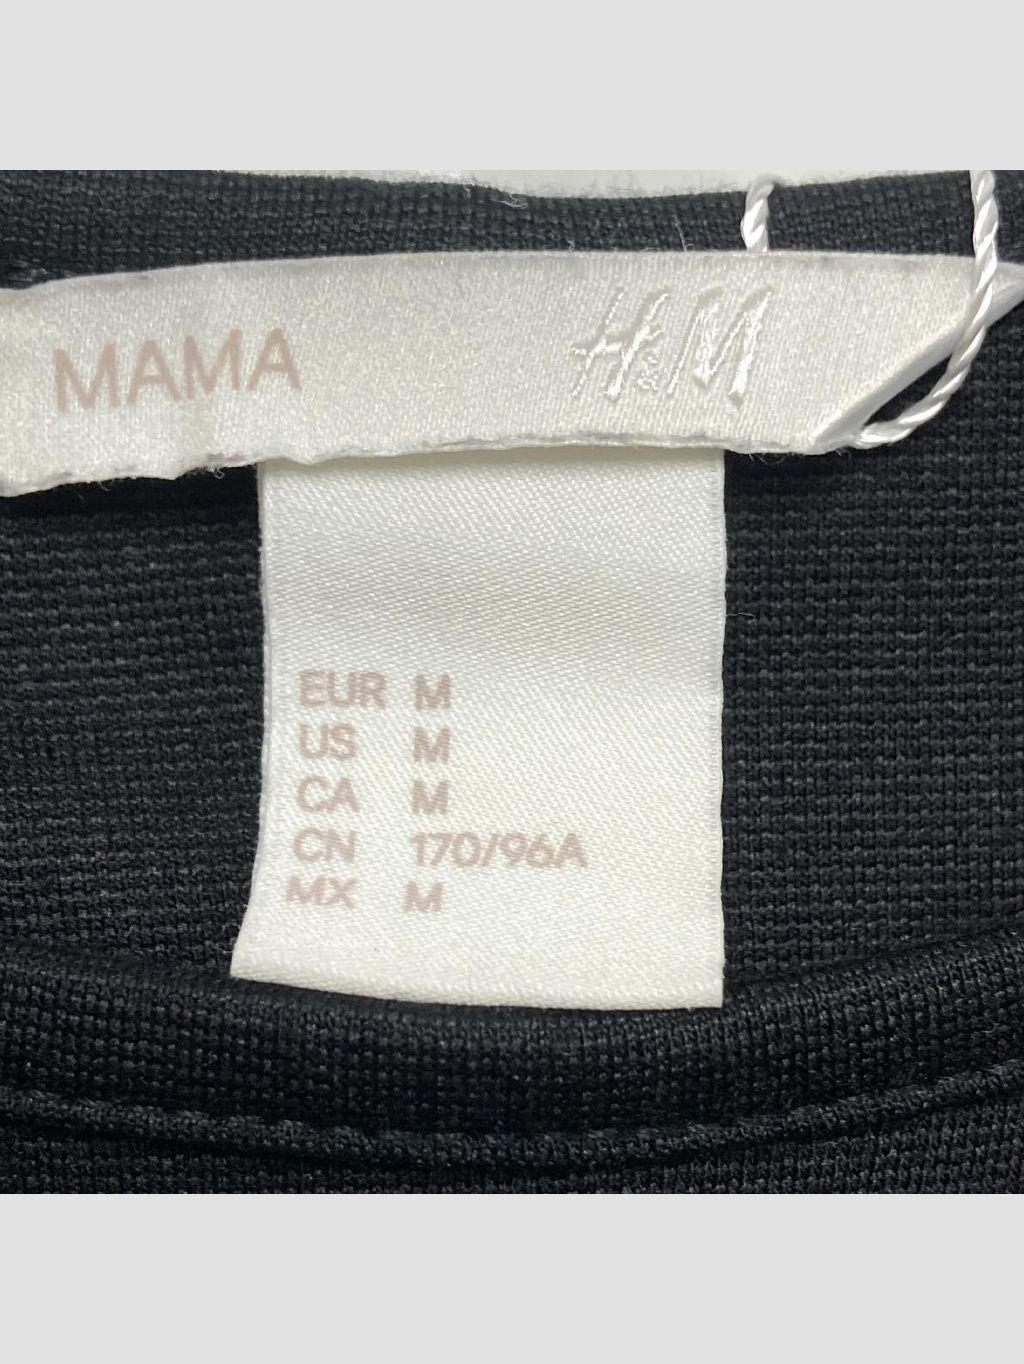 MAMA H&M
EUR M
US M
CA M
CN 170/96A
MX M